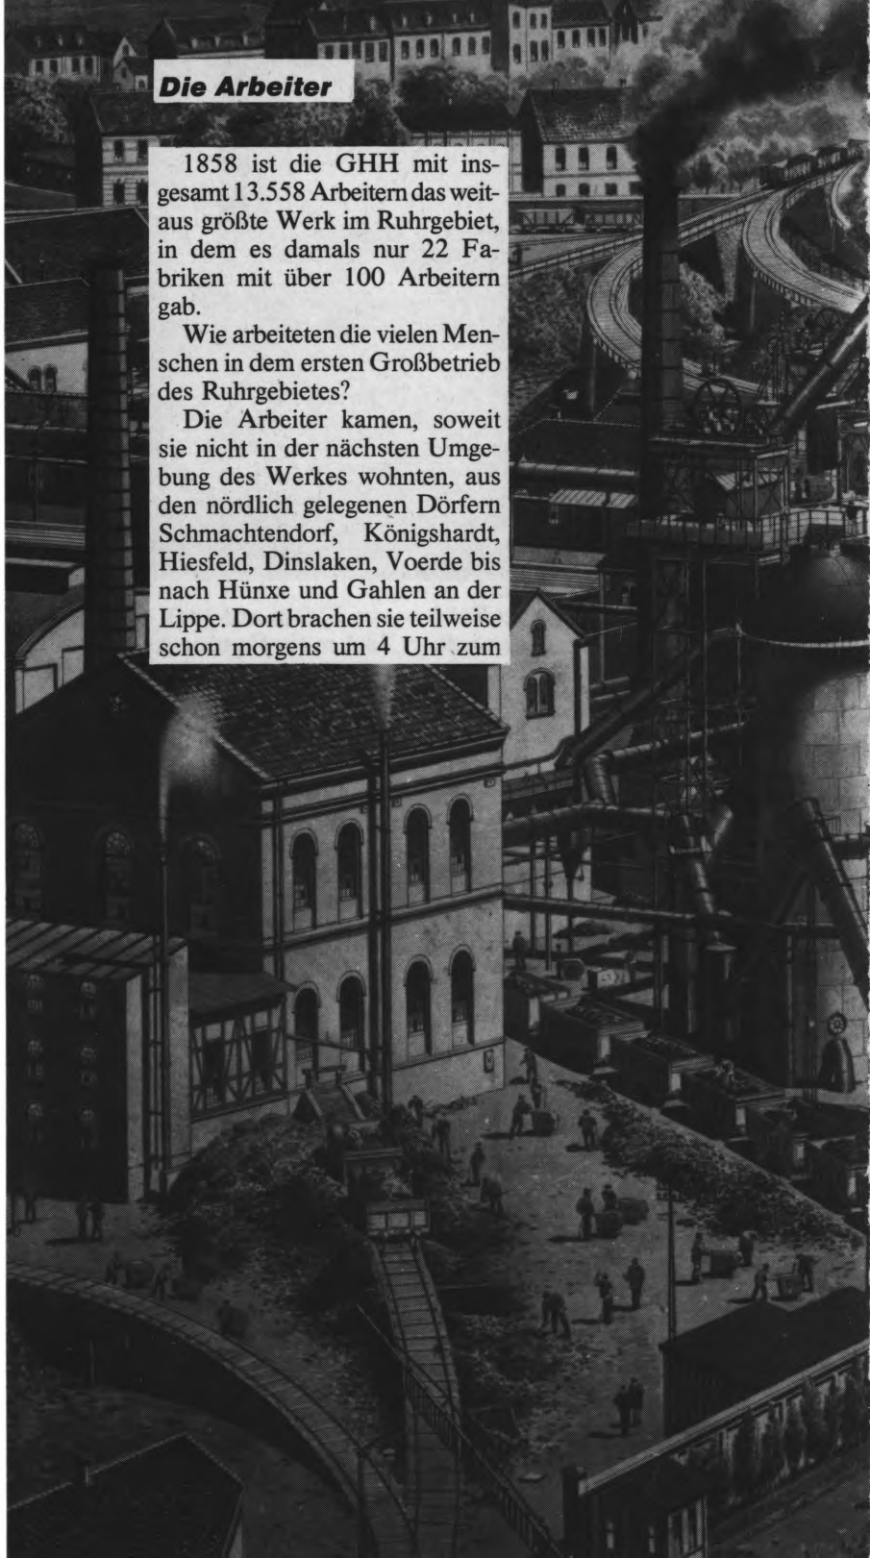 Die Arbeiter
1858 ist die GHH mit ins-
gesamt 13.558 Arbeitern das weit-
aus größte Werk im Ruhrgebiet,
in dem es damals nur 22 Fa-
briken mit über 100 Arbeitern
gab.
Wie arbeiteten die vielen Men-
schen in dem ersten Großbetrieb
des Ruhrgebietes?
Die Arbeiter kamen, soweit
sie nicht in der nächsten Umge-
bung des Werkes wohnten, aus
den nördlich gelegenen Dörfern
Schmachtendorf, Königshardt,
Hiesfeld, Dinslaken, Voerde bis
nach Hünxe und Gahlen an der
Lippe. Dort brachen sie teilweise
schon morgens um 4 Uhr zum